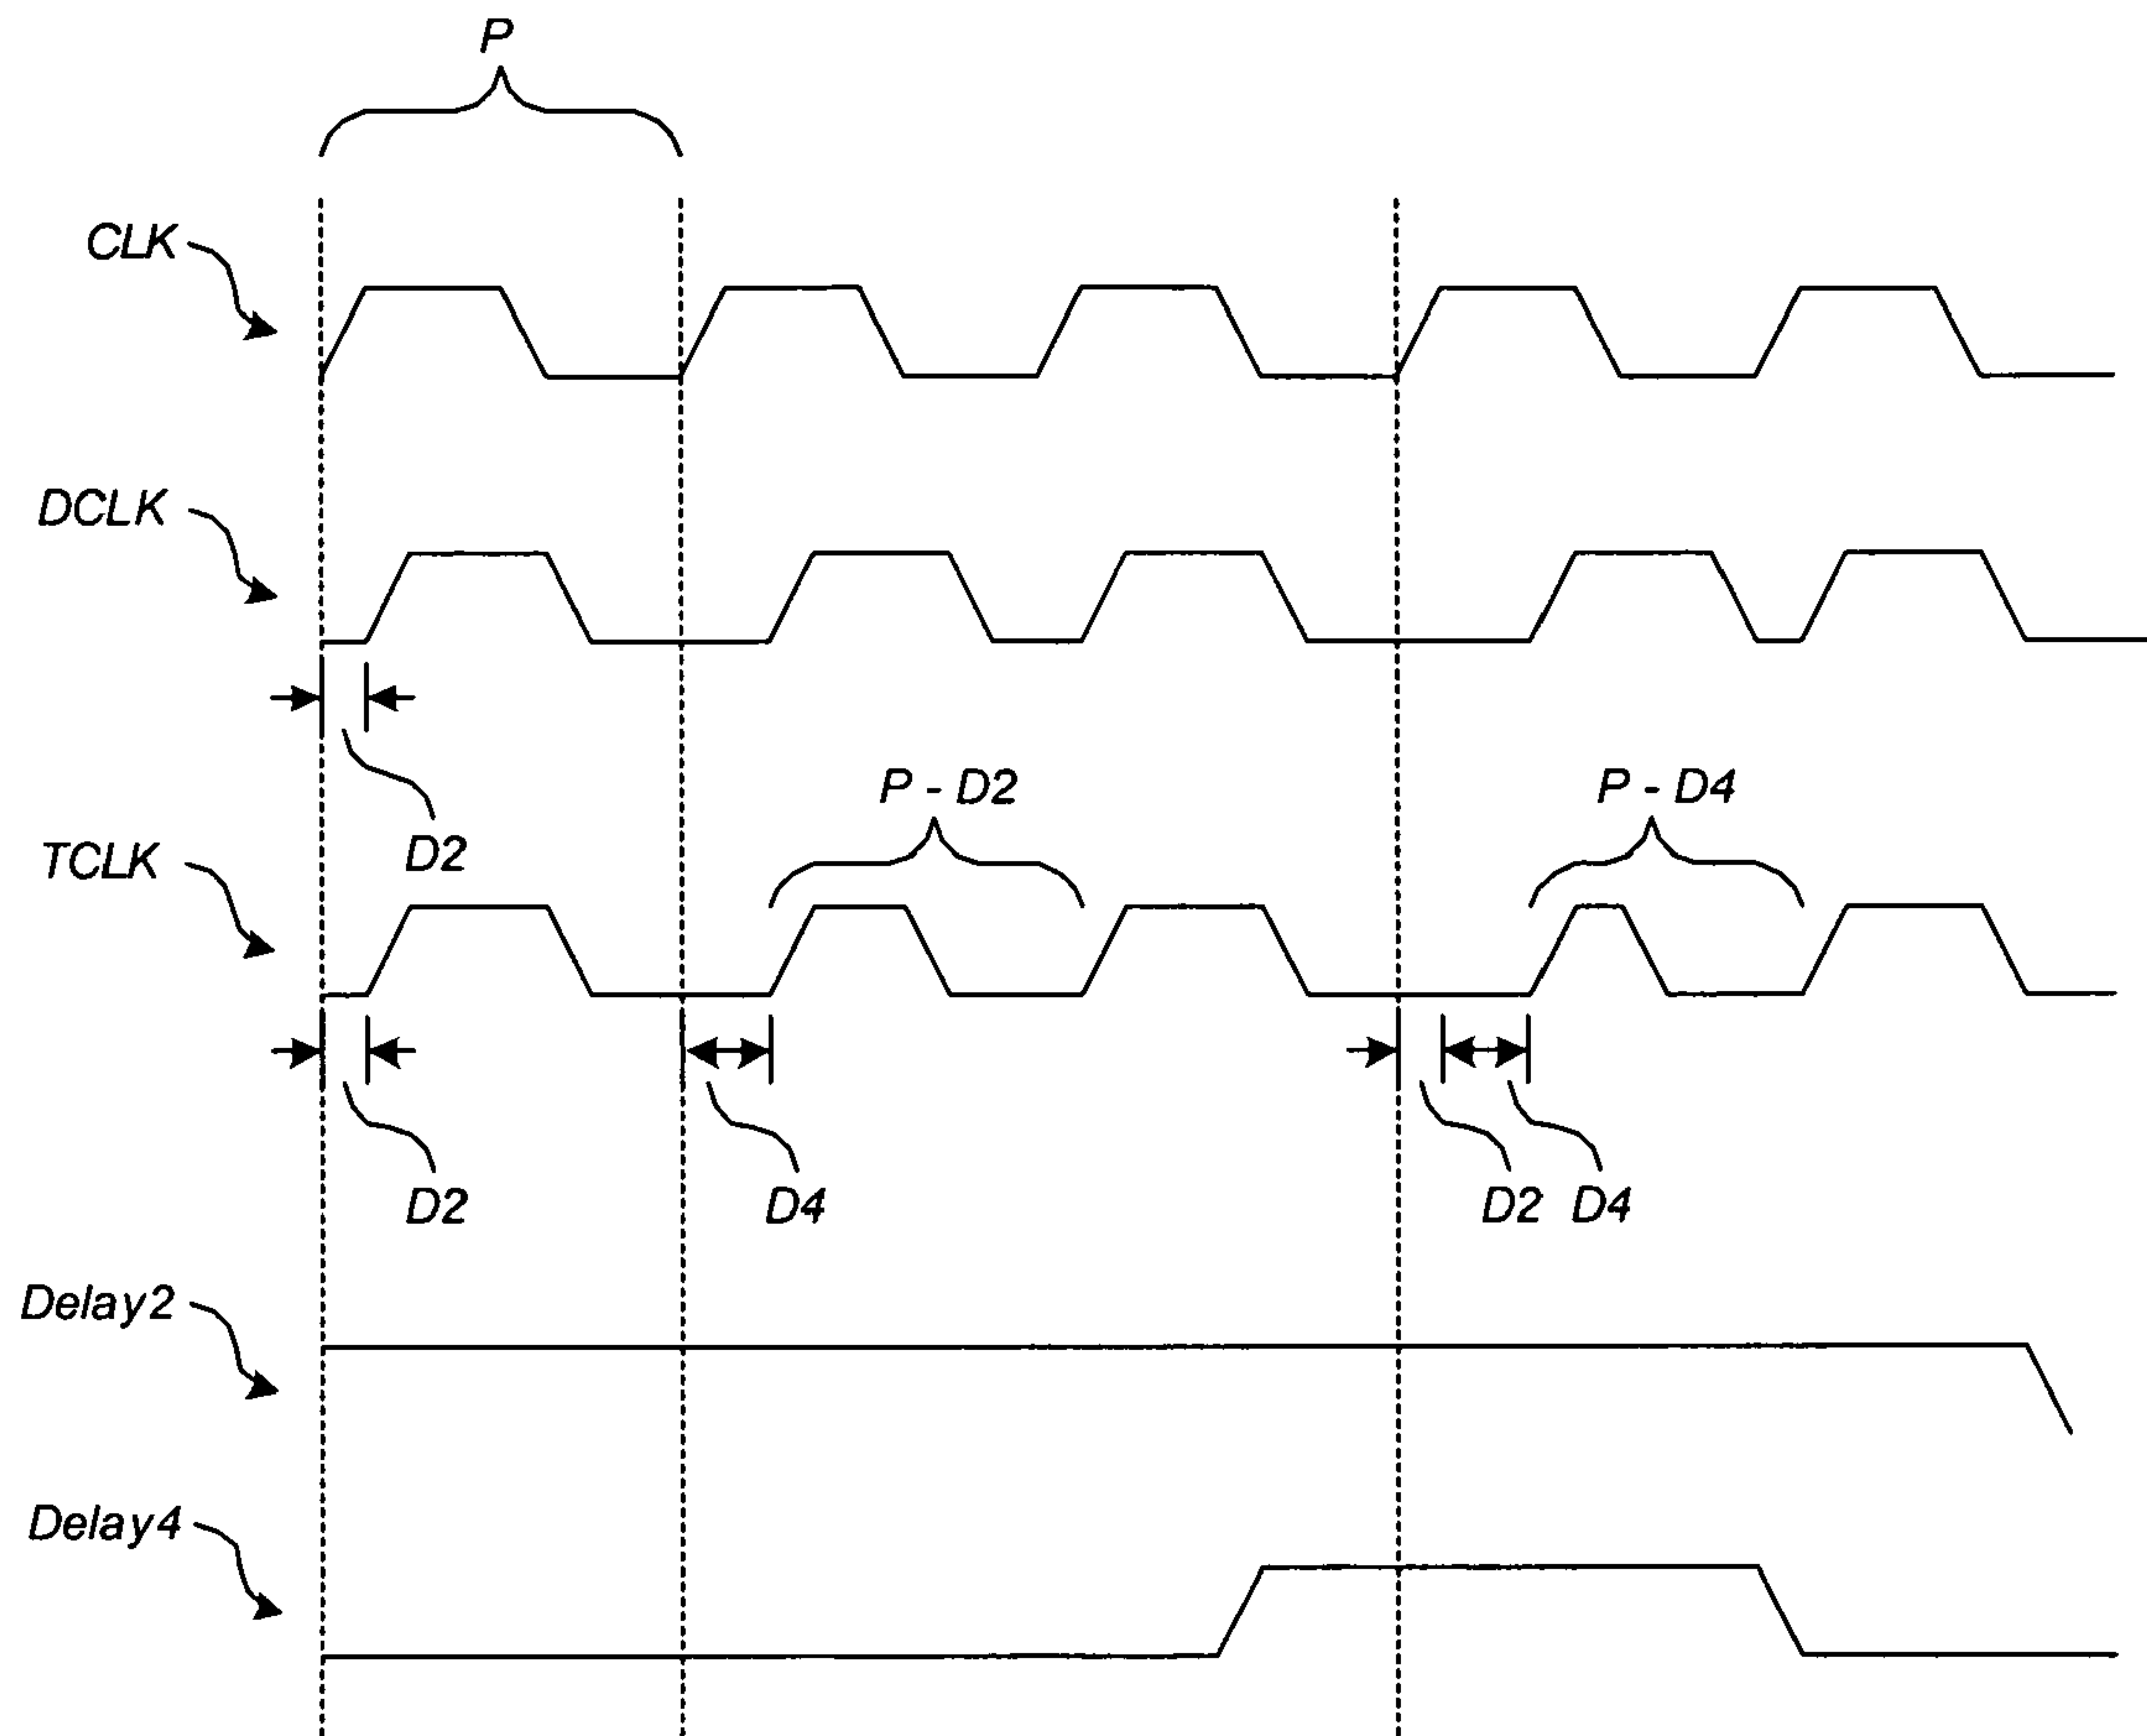 P
CLK
DCLK
D2
P - D2
P - D4
TCLK
D2
D4
D2 D4
Delay2
Delay4